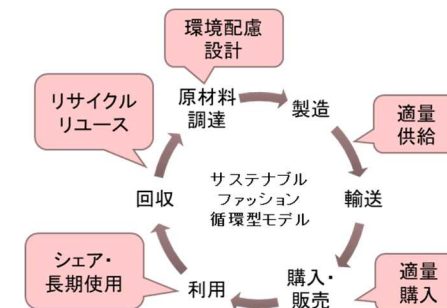 環境配慮
設計
原材料
調達
製造
適量
供給
輸送
適量
購入
購入・
販売
利用
シェア・
長期使用
回収
リサイクル
リユース
サステナブル
ファッション
循環型モデル